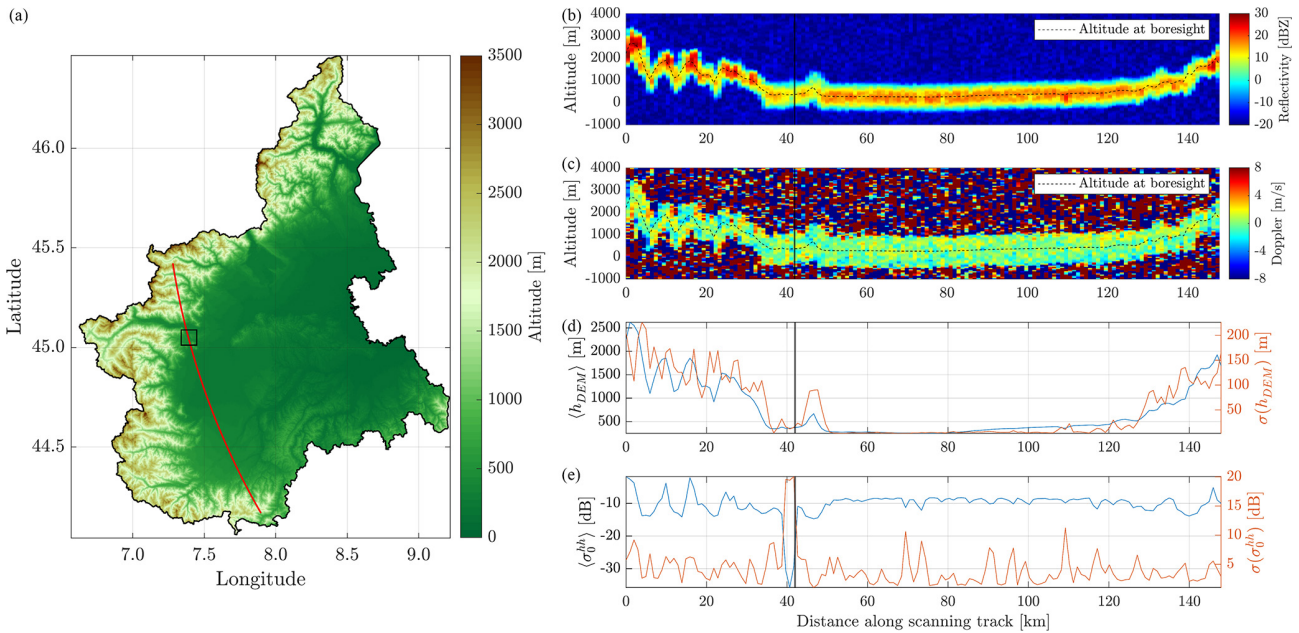 (a)
46.0
45.5
45.0
44.5
Latitude
7.0 7.5 8.0 8.5 9.0
Longitude
3500
3000
2500
2000
1500
1000
500
0
Altitude [m]
(b)
4000
3000
2000
1000
0
-1000
Altitude [m]
Altitude at boresight
0 20 40 60 80 100 120 140
30
20
10
0
-10
-20
Reflectivity [dBZ]
(c)
4000
3000
2000
1000
0
-1000
Altitude [m]
Altitude at boresight
0 20 40 60 80 100 120 140
8
4
0
-4
-8
Doppler [m/s]
(d)
2500
2000
1500
1000
500
⟨h_DEM⟩ [m]
200
150
100
50
σ(h_DEM) [m]
0 20 40 60 80 100 120 140
(e)
-10
-20
-30
⟨σ₀^hh⟩ [dB]
20
15
10
5
σ(σ₀^hh) [dB]
0 20 40 60 80 100 120 140
Distance along scanning track [km]